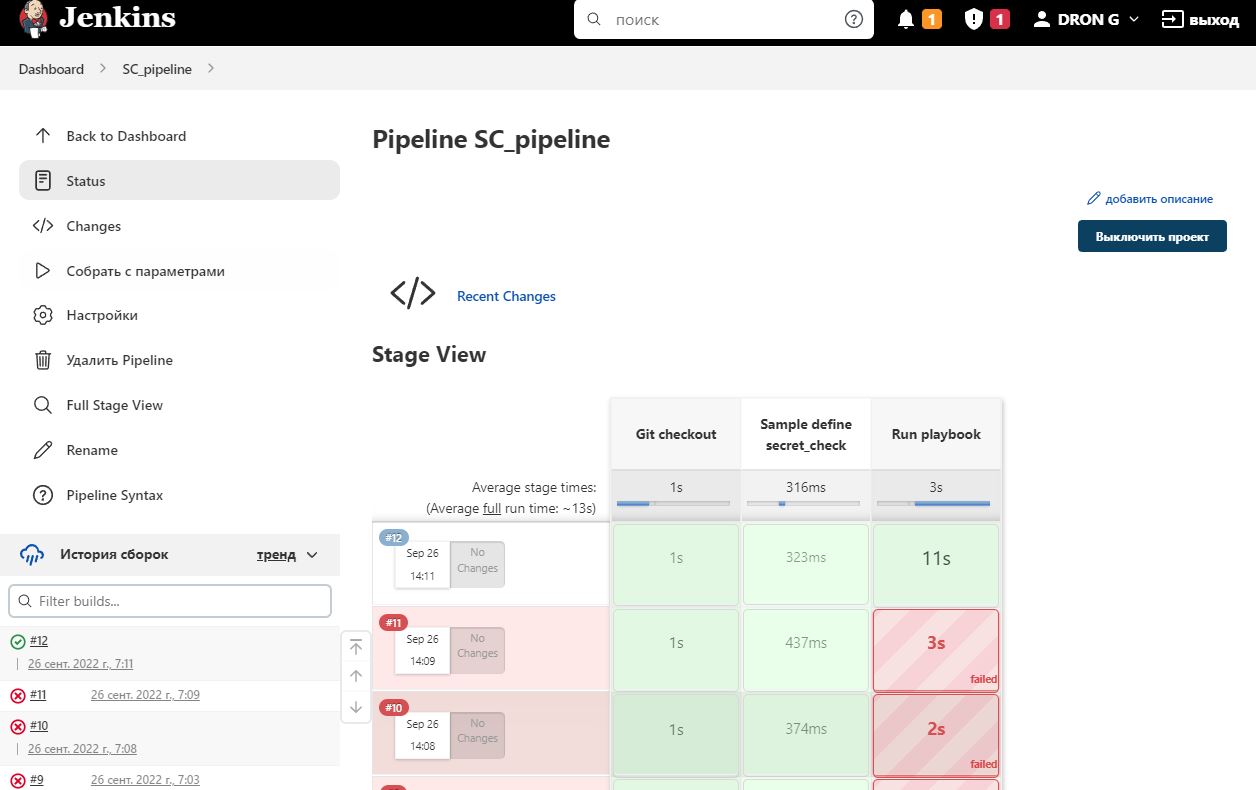 Jenkins
поиск
1
1
DRON G
выход
Dashboard
SC_pipeline
Back to Dashboard
Status
Changes
Собрать с параметрами
Настройки
Удалить Pipeline
Full Stage View
Rename
Pipeline Syntax
История сборок
тренд
Filter builds...
#12
26 сент. 2022 г., 7:11
#11 26 сент. 2022 г., 7:09
#10
26 сент. 2022 г., 7:08
#9 26 сент. 2022 г., 7:03
Pipeline SC_pipeline
добавить описание
Выключить проект
Recent Changes
Stage View
Git checkout
Sample define
secret_check
Run playbook
Average stage times:
(Average full run time: ~13s)
1s
316ms
3s
#12
Sep 26
14:11
No
Changes
1s
323ms
11s
#11
Sep 26
14:09
No
Changes
1s
437ms
3s
failed
#10
Sep 26
14:08
No
Changes
1s
374ms
2s
failed